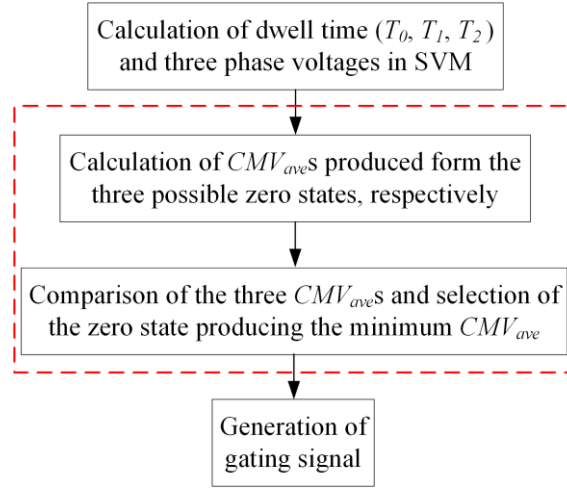 Calculation of dwell time (T0, T1, T2 )
and three phase voltages in SVM
Calculation of CMVaves produced form the
three possible zero states, respectively
Comparison of the three CMVaves and selection of
the zero state producing the minimum CMVave
Generation of
gating signal